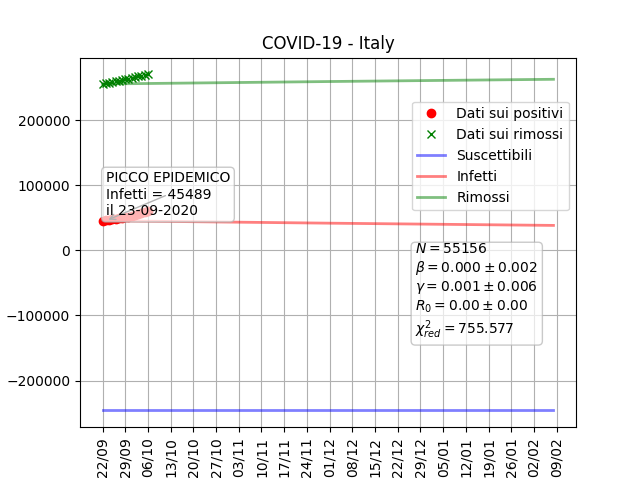 COVID-19 - Italy
200000
100000
0
−100000
−200000
Dati sui positivi
Dati sui rimossi
Suscettibili
Infetti
Rimossi
PICCO EPIDEMICO
Infetti = 45489
il 23-09-2020
N = 55156
β = 0.000 ± 0.002
γ = 0.001 ± 0.006
R₀ = 0.00 ± 0.00
χ²red = 755.577
22/09
29/09
06/10
13/10
20/10
27/10
03/11
10/11
17/11
24/11
01/12
08/12
15/12
22/12
29/12
05/01
12/01
19/01
26/01
02/02
09/02